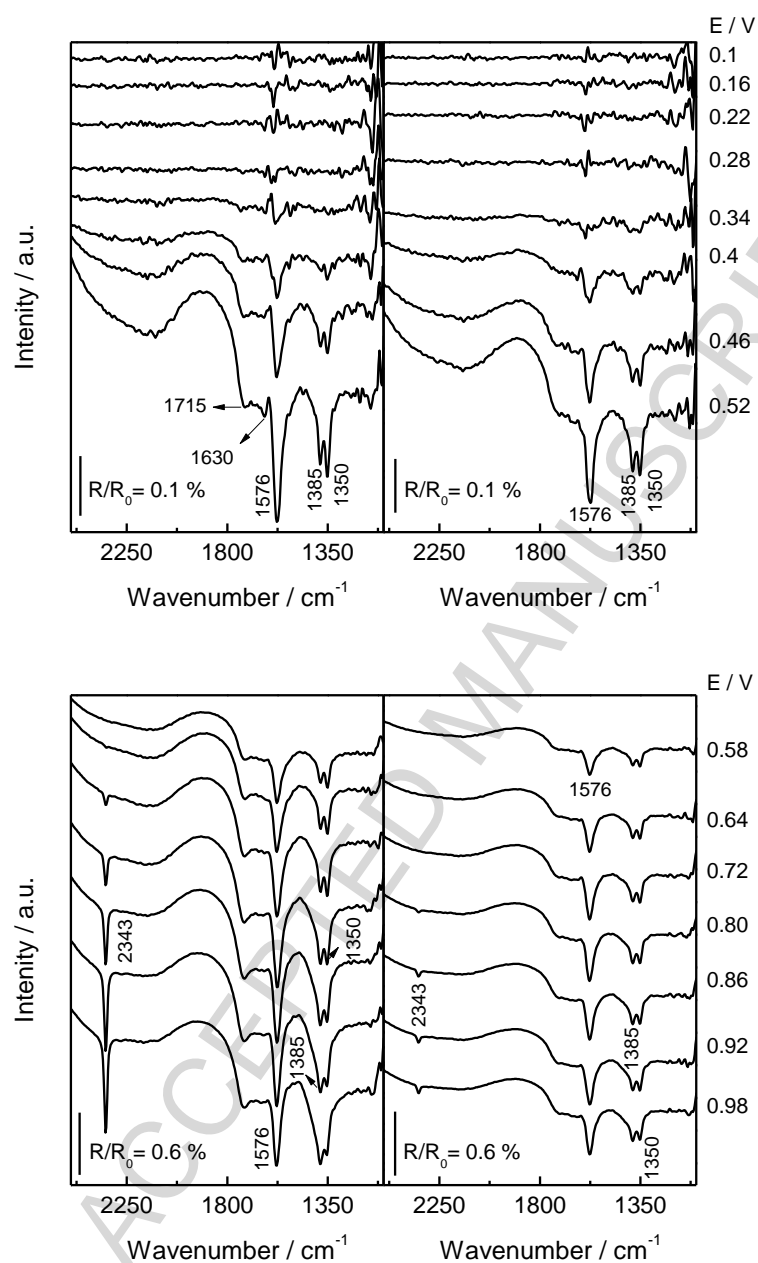 E / V
0.1
0.16
0.22
0.28
0.34
0.4
0.46
0.52
Intenity / a.u.
1715
1630
1576
1385
1350
R/R0= 0.1 %
1576
1385
1350
R/R0= 0.1 %
2250 1800 1350
2250 1800 1350
Wavenumber / cm-1
Wavenumber / cm-1
E / V
0.58
0.64
0.72
0.80
0.86
0.92
0.98
Intenity / a.u.
2343
1350
1385
1576
R/R0= 0.6 %
1576
2343
1385
1350
R/R0= 0.6 %
2250 1800 1350
2250 1800 1350
Wavenumber / cm-1
Wavenumber / cm-1
ACCEPTED MANUSCRI